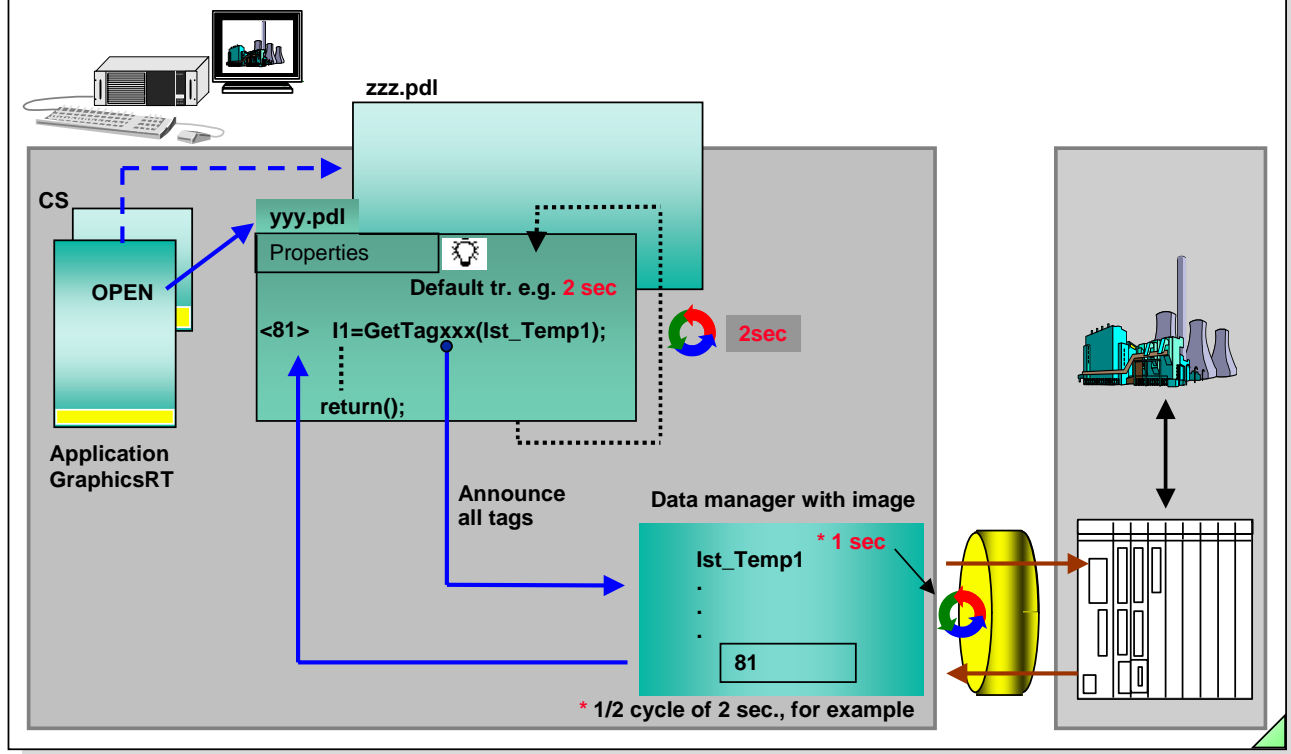 zzz.pdl
CS
yyy.pdl
Properties
OPEN
Default tr. e.g. 2 sec
<81> I1=GetTagxxx(Ist_Temp1);
2sec
return();
Application
GraphicsRT
Announce
all tags
Data manager with image
* 1 sec
Ist_Temp1
.
.
.
81
* 1/2 cycle of 2 sec., for example